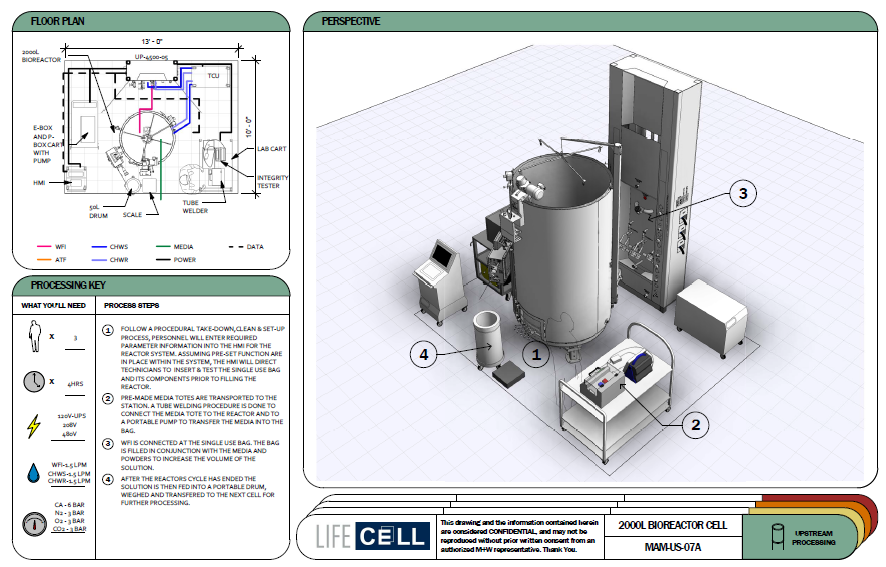 FLOOR PLAN
13' - 0"
2000L
BIOREACTOR
UP-4500-05
TCU
10' - 0"
E-BOX
AND P-
BOX CART
WITH
PUMP
LAB CART
HMI
INTEGRITY
TESTER
50L
DRUM
SCALE
TUBE
WELDER
WFI
CHWS
MEDIA
DATA
ATF
CHWR
POWER
PROCESSING KEY
WHAT YOU'LL NEED
PROCESS STEPS
X 3
X 4HRS
120V-UPS
208V
480V
WFI-1.5 LPM
CHWS-1.5 LPM
CHWR-1.5 LPM
CA - 6 BAR
N2 - 3 BAR
O2 - 3 BAR
CO2 - 3 BAR
1
FOLLOW A PROCEDURAL TAKE-DOWN,CLEAN & SET-UP
PROCESS, PERSONNEL WILL ENTER REQUIRED
PARAMETER INFORMATION INTO THE HMI FOR THE
REACTOR SYSTEM. ASSUMING PRE-SET FUNCTION ARE
IN PLACE WITHIN THE SYSTEM, THE HMI WILL DIRECT
TECHNICIANS TO INSERT & TEST THE SINGLE USE BAG
AND ITS COMPONENTS PRIOR TO FILLING THE
REACTOR.
2
PRE-MADE MEDIA TOTES ARE TRANSPORTED TO THE
STATION. A TUBE WELDING PROCEDURE IS DONE TO
CONNECT THE MEDIA TOTE TO THE REACTOR AND TO
A PORTABLE PUMP TO TRANSFER THE MEDIA INTO THE
BAG.
3
WFI IS CONNECTED AT THE SINGLE USE BAG. THE BAG
IS FILLED IN CONJUNCTION WITH THE MEDIA AND
POWDERS TO INCREASE THE VOLUME OF THE
SOLUTION.
4
AFTER THE REACTORS CYCLE HAS ENDED THE
SOLUTION IS THEN FED INTO A PORTABLE DRUM,
WIEGHED AND TRANSFERED TO THE NEXT CELL FOR
FURTHER PROCESSING.
PERSPECTIVE
3
4
1
2
LIFE CELL
This drawing and the information contained herein
are considered CONFIDENTIAL, and may not be
reproduced without prior written consent from an
authorized M+W representative. Thank You.
2000L BIOREACTOR CELL
MAM-US-07A
UPSTREAM
PROCESSING